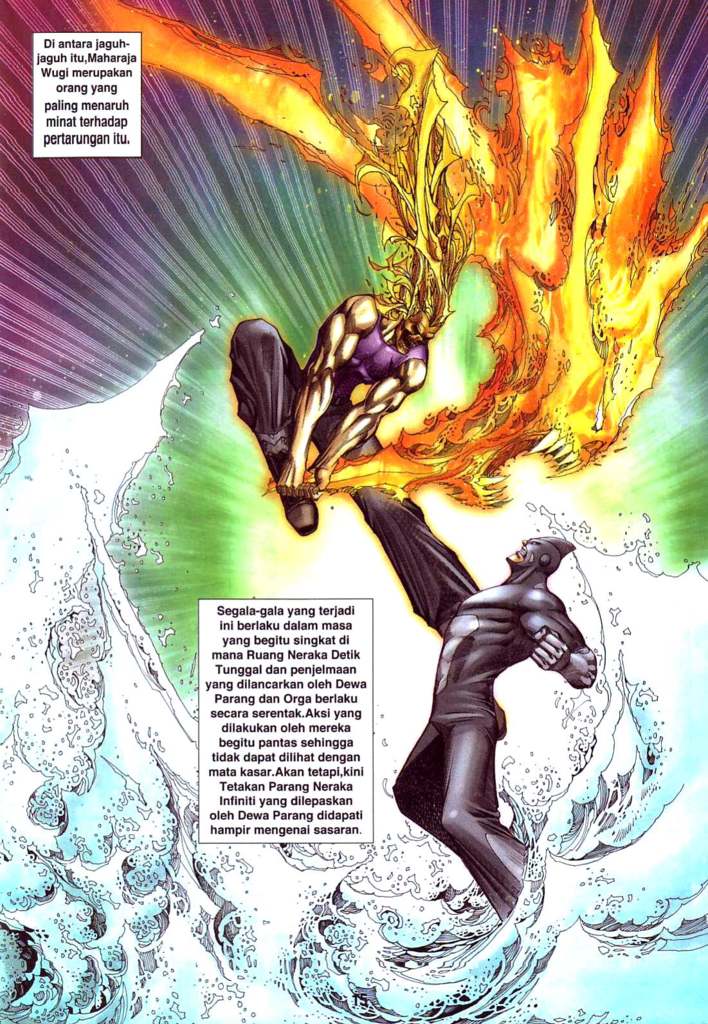 Di antara jaguh-
jaguh itu,Maharaja
Wugi merupakan
orang yang
paling menaruh
minat terhadap
pertarungan itu.
Segala-gala yang terjadi
ini berlaku dalam masa
yang begitu singkat di
mana Ruang Neraka Detik
Tunggal dan penjelmaan
yang dilancarkan oleh Dewa
Parang dan Orga berlaku
secara serentak.Aksi yang
dilakukan oleh mereka
begitu pantas sehingga
tidak dapat dilihat dengan
mata kasar.Akan tetapi,kini
Tetakan Parang Neraka
Infiniti yang dilepaskan
oleh Dewa Parang didapati
hampir mengenai sasaran.
15